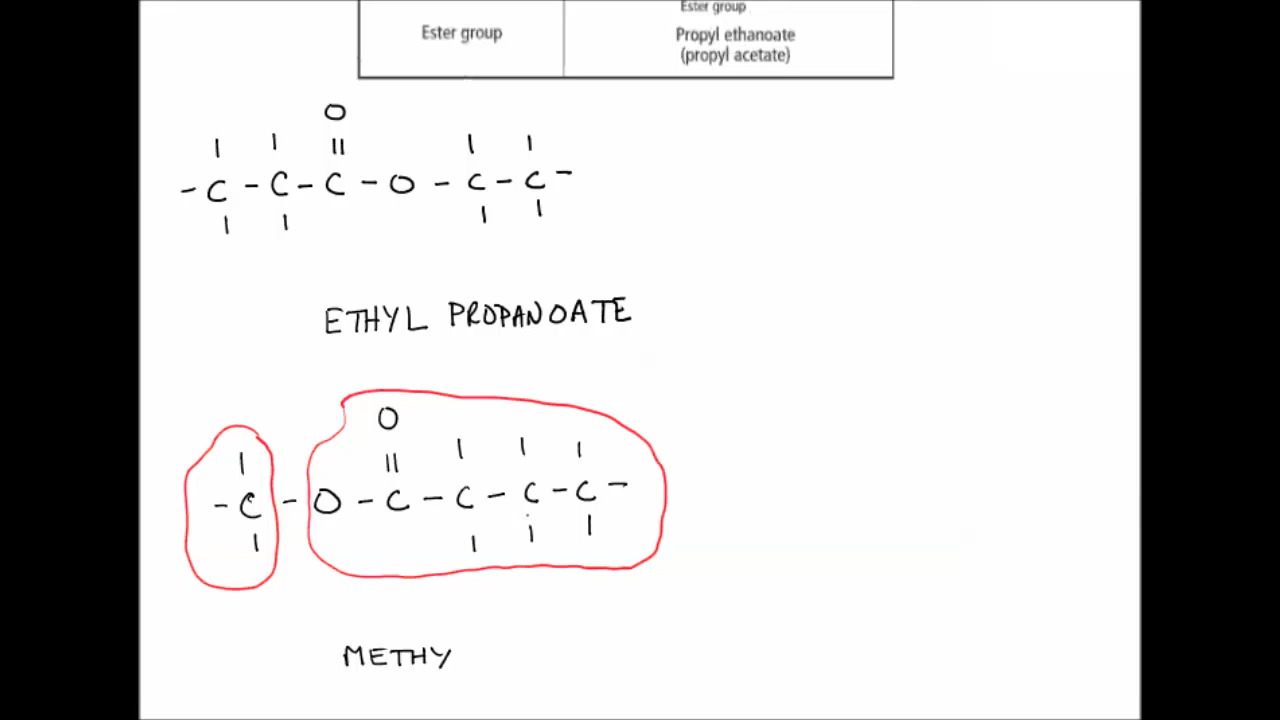 Ester group
Ester group
Propyl ethanoate
(propyl acetate)
O
C - C - C - O - C - C -
ETHYL PROPANOATE
O
- C - O - C - C - C - C -
METHY